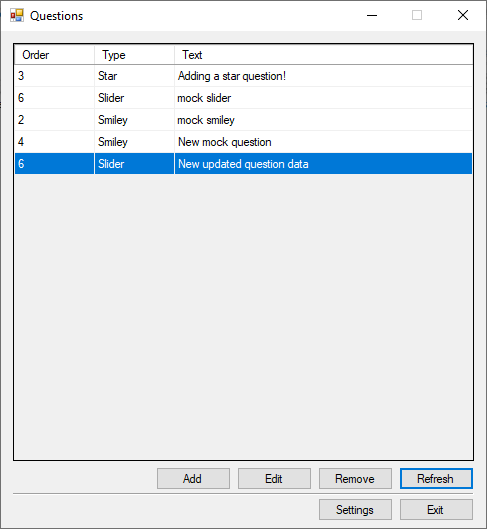 Questions
Order Type Text
3 Star Adding a star question!
6 Slider mock slider
2 Smiley mock smiley
4 Smiley New mock question
6 Slider New updated question data
Add Edit Remove Refresh
Settings Exit